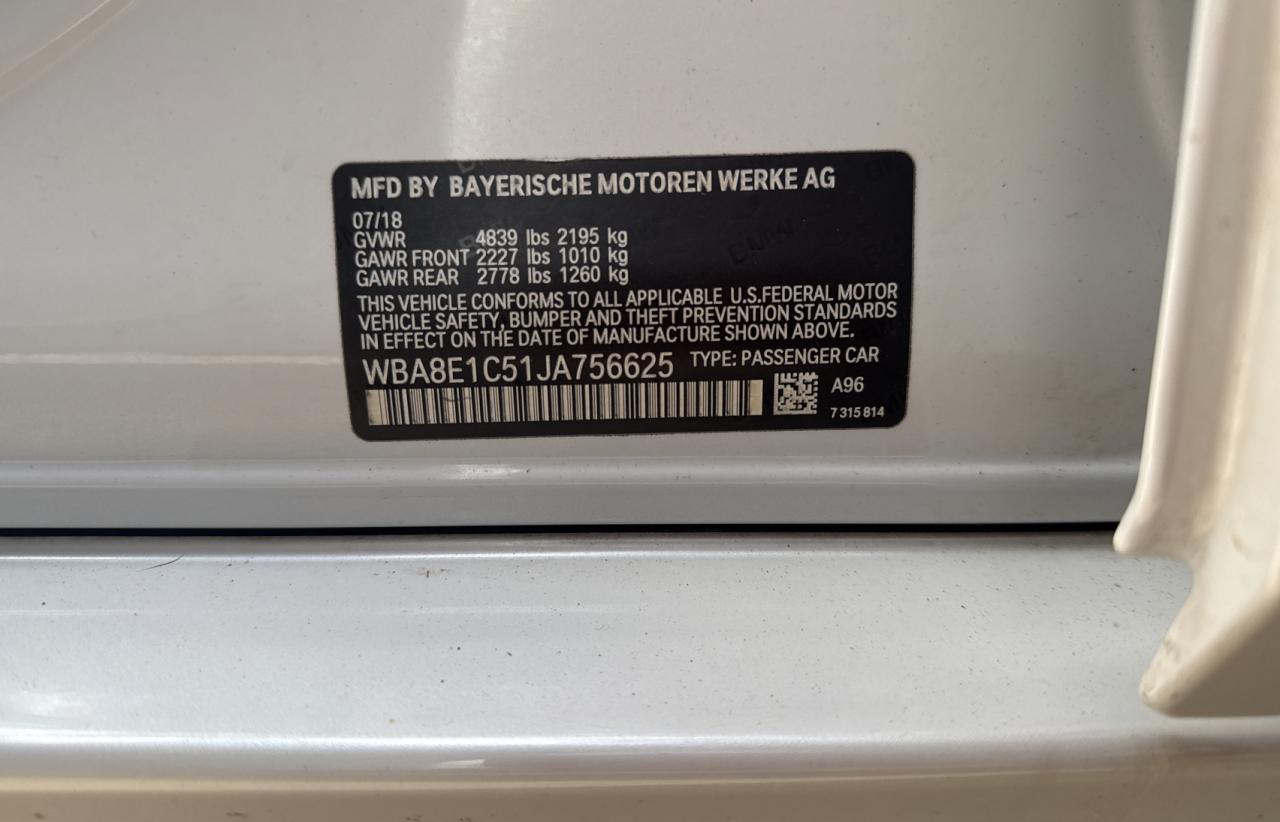 MFD BY BAYERISCHE MOTOREN WERKE AG
07/18
GVWR 4839 lbs 2195 kg
GAWR FRONT 2227 lbs 1010 kg
GAWR REAR 2778 lbs 1260 kg
THIS VEHICLE CONFORMS TO ALL APPLICABLE U.S.FEDERAL MOTOR
VEHICLE SAFETY, BUMPER AND THEFT PREVENTION STANDARDS
IN EFFECT ON THE DATE OF MANUFACTURE SHOWN ABOVE.
WBA8E1C51JA756625 TYPE: PASSENGER CAR
A96
7 315 814
BMW